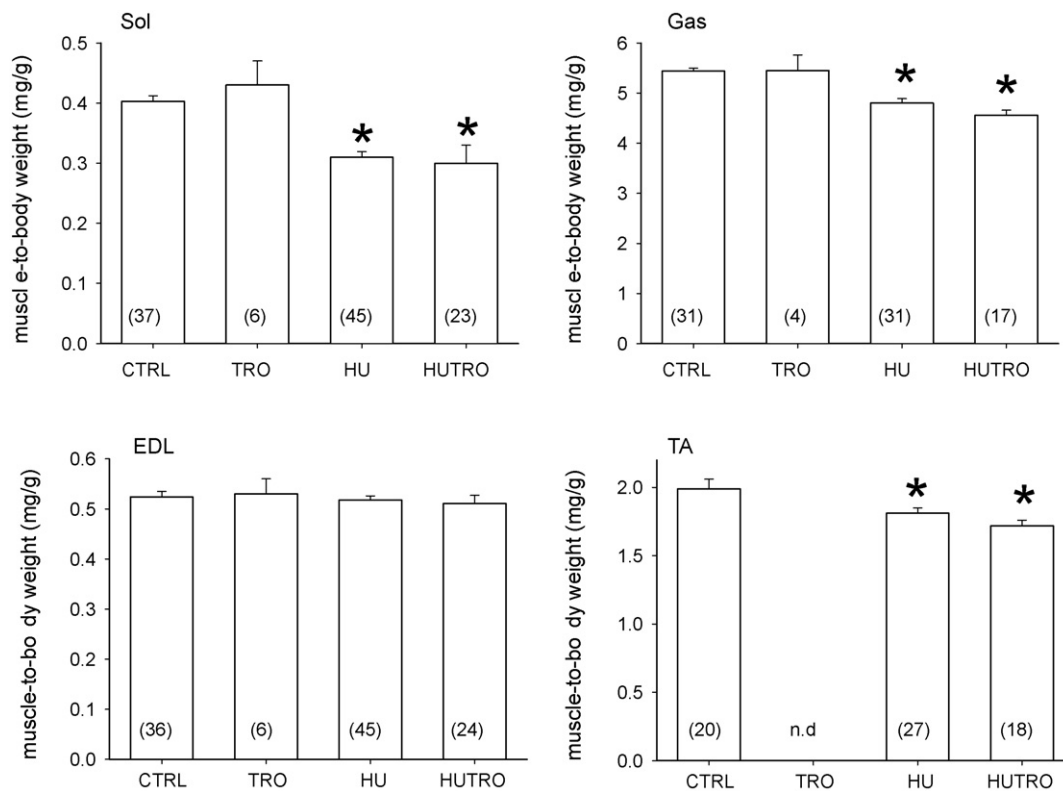 Sol
muscl e-to-body weight (mg/g)
0.5
0.4
0.3
0.2
0.1
0.0
* *
(37) (6) (45) (23)
CTRL TRO HU HUTRO
Gas
muscl e-to-body weight (mg/g)
6
5
4
3
2
1
0
* *
(31) (4) (31) (17)
CTRL TRO HU HUTRO
EDL
muscle-to-bo dy weight (mg/g)
0.6
0.5
0.4
0.3
0.2
0.1
0.0
(36) (6) (45) (24)
CTRL TRO HU HUTRO
TA
muscle-to-bo dy weight (mg/g)
2.0
1.5
1.0
0.5
0.0
* *
(20) n.d (27) (18)
CTRL TRO HU HUTRO